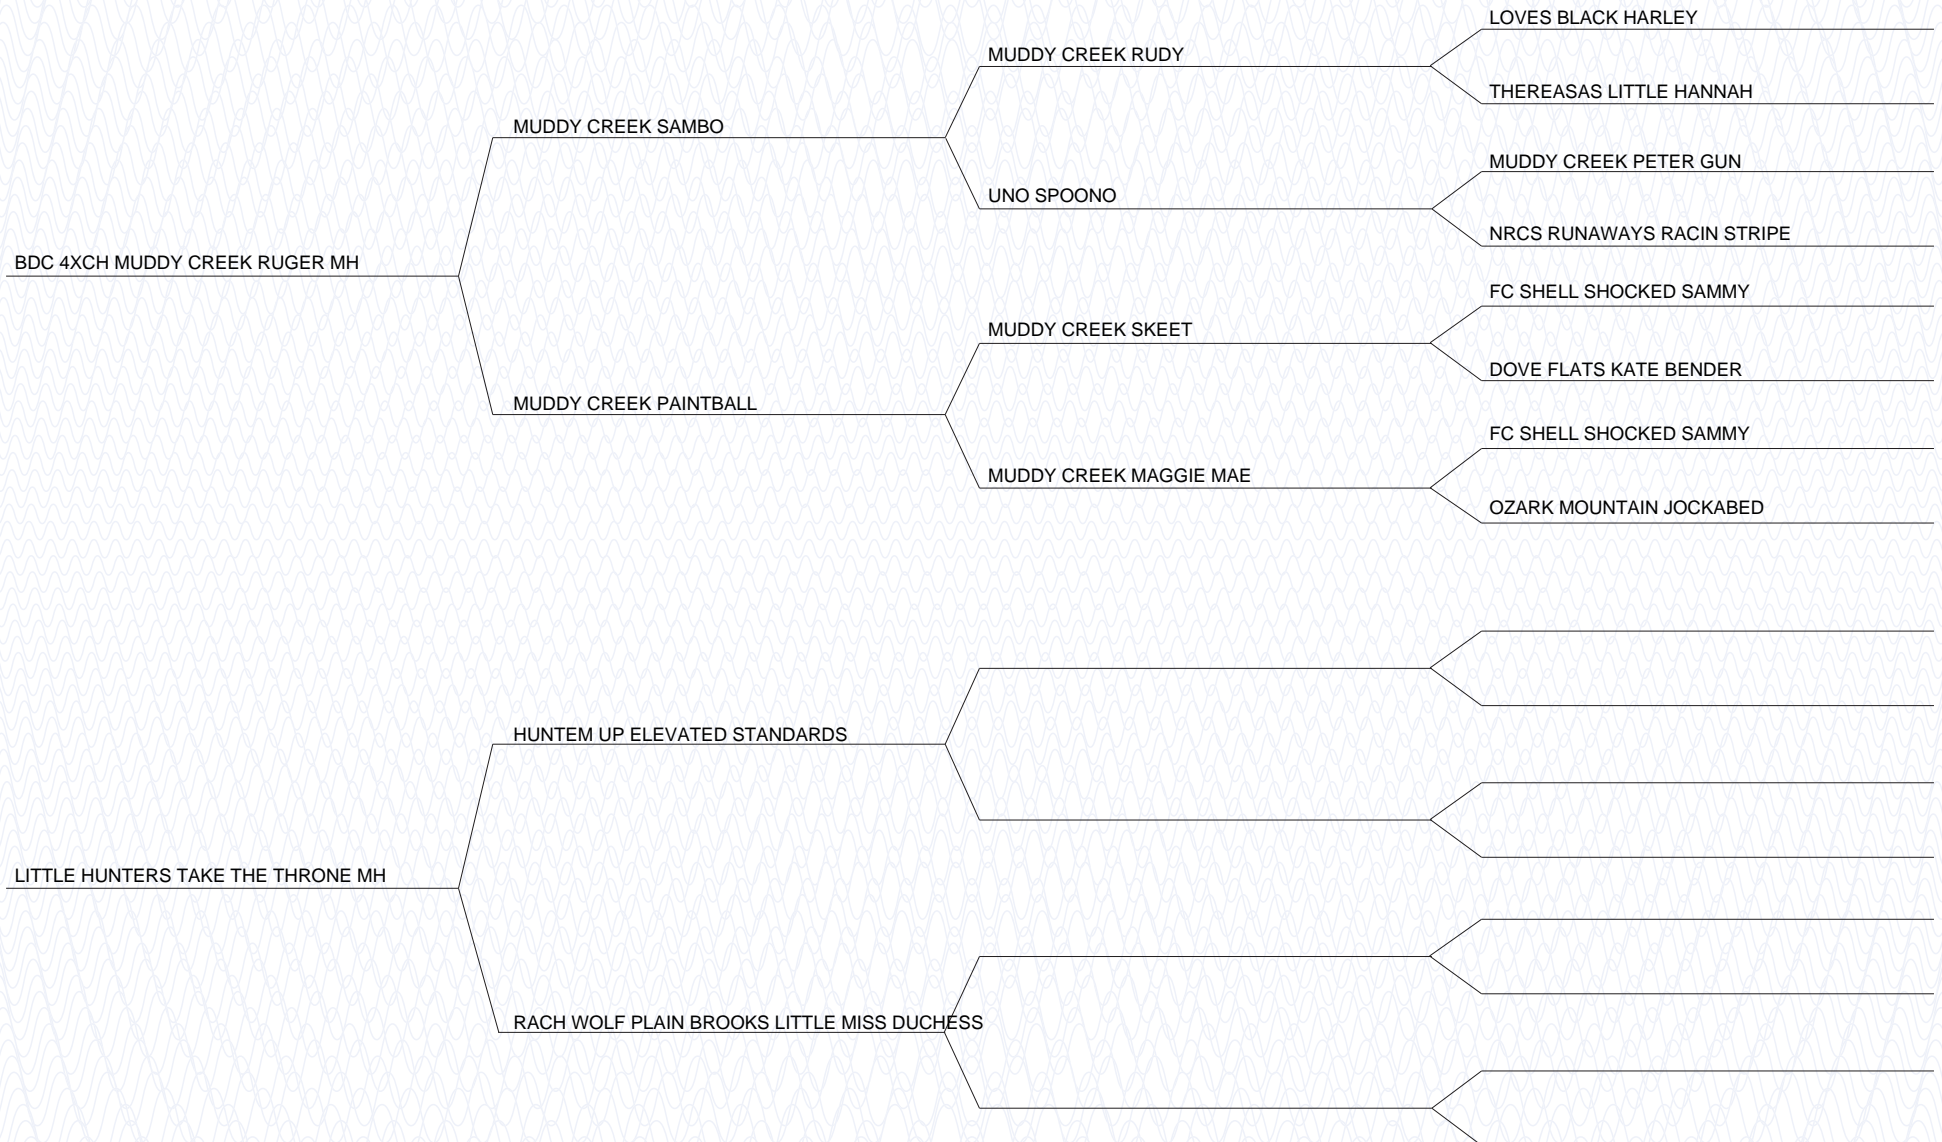 LOVES BLACK HARLEY
MUDDY CREEK RUDY
THEREASAS LITTLE HANNAH
MUDDY CREEK SAMBO
MUDDY CREEK PETER GUN
UNO SPOONO
NRCS RUNAWAYS RACIN STRIPE
BDC 4XCH MUDDY CREEK RUGER MH
FC SHELL SHOCKED SAMMY
MUDDY CREEK SKEET
DOVE FLATS KATE BENDER
MUDDY CREEK PAINTBALL
FC SHELL SHOCKED SAMMY
MUDDY CREEK MAGGIE MAE
OZARK MOUNTAIN JOCKABED
HUNTEM UP ELEVATED STANDARDS
LITTLE HUNTERS TAKE THE THRONE MH
RACH WOLF PLAIN BROOKS LITTLE MISS DUCHESS